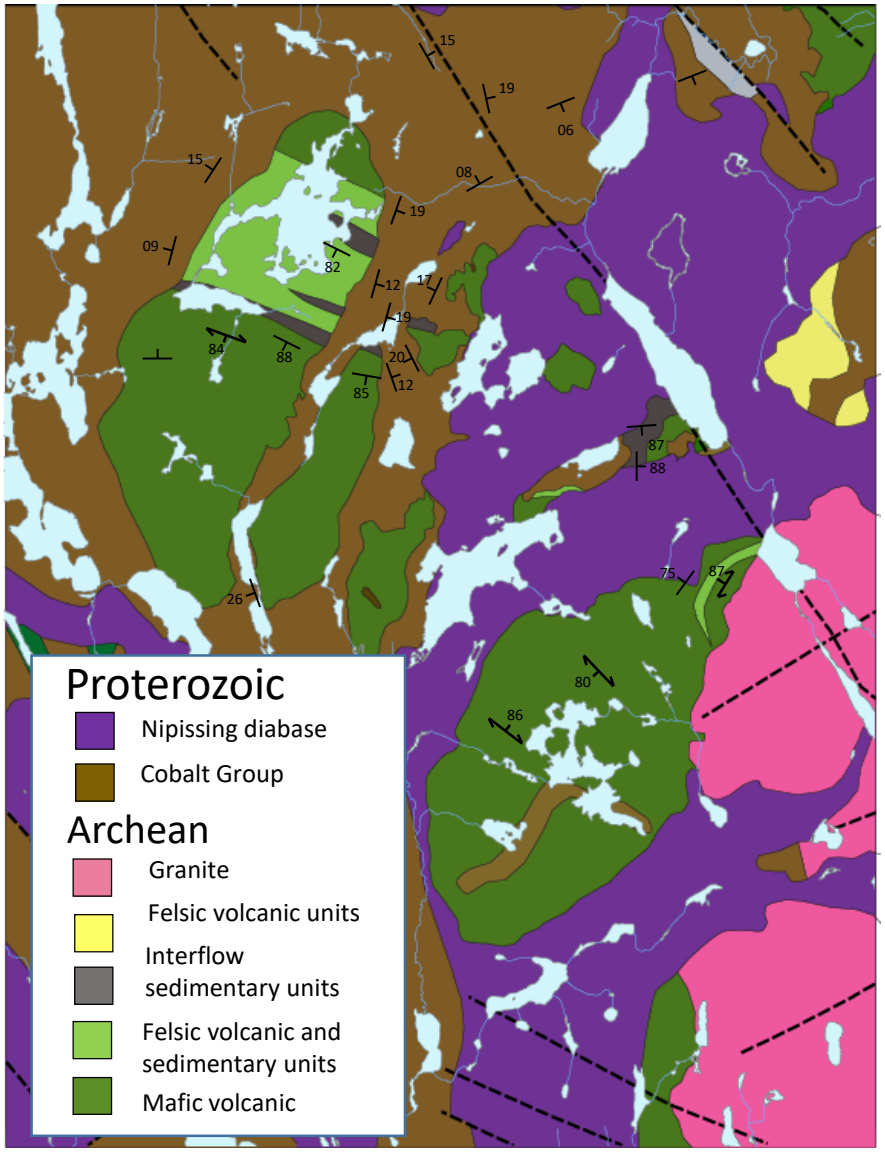 15
19
06
15
08
19
09
82
12
17
19
84
88
20
85
12
87
88
75
87
26
80
86
Proterozoic
Nipissing diabase
Cobalt Group
Archean
Granite
Felsic volcanic units
Interflow
sedimentary units
Felsic volcanic and
sedimentary units
Mafic volcanic